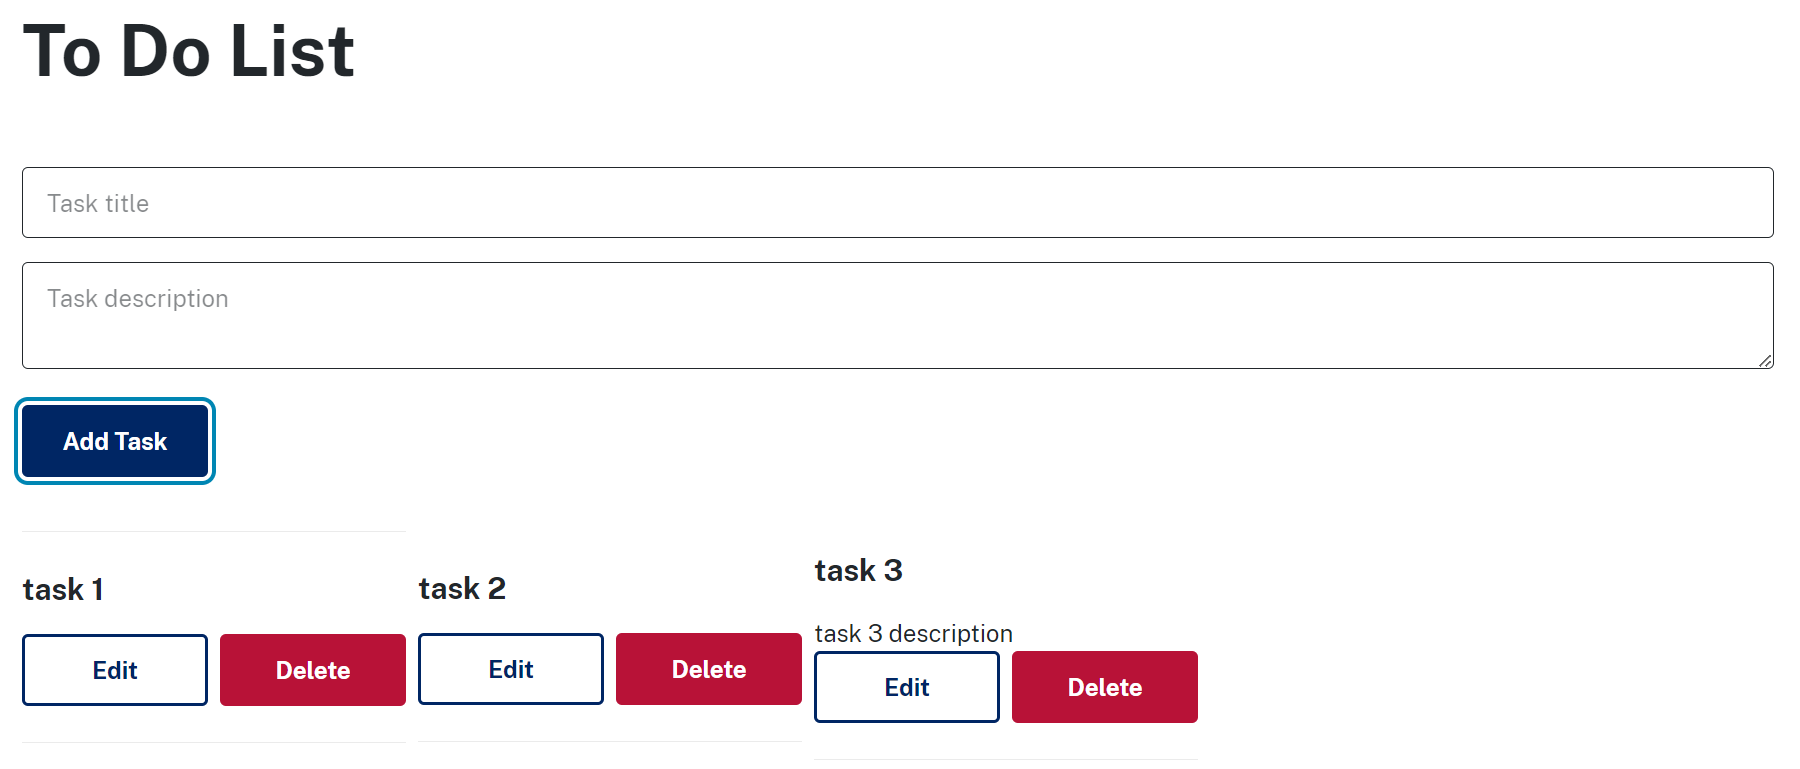 To Do List
Task title
Task description
Add Task
task 1
Edit Delete
task 2
Edit Delete
task 3
task 3 description
Edit Delete